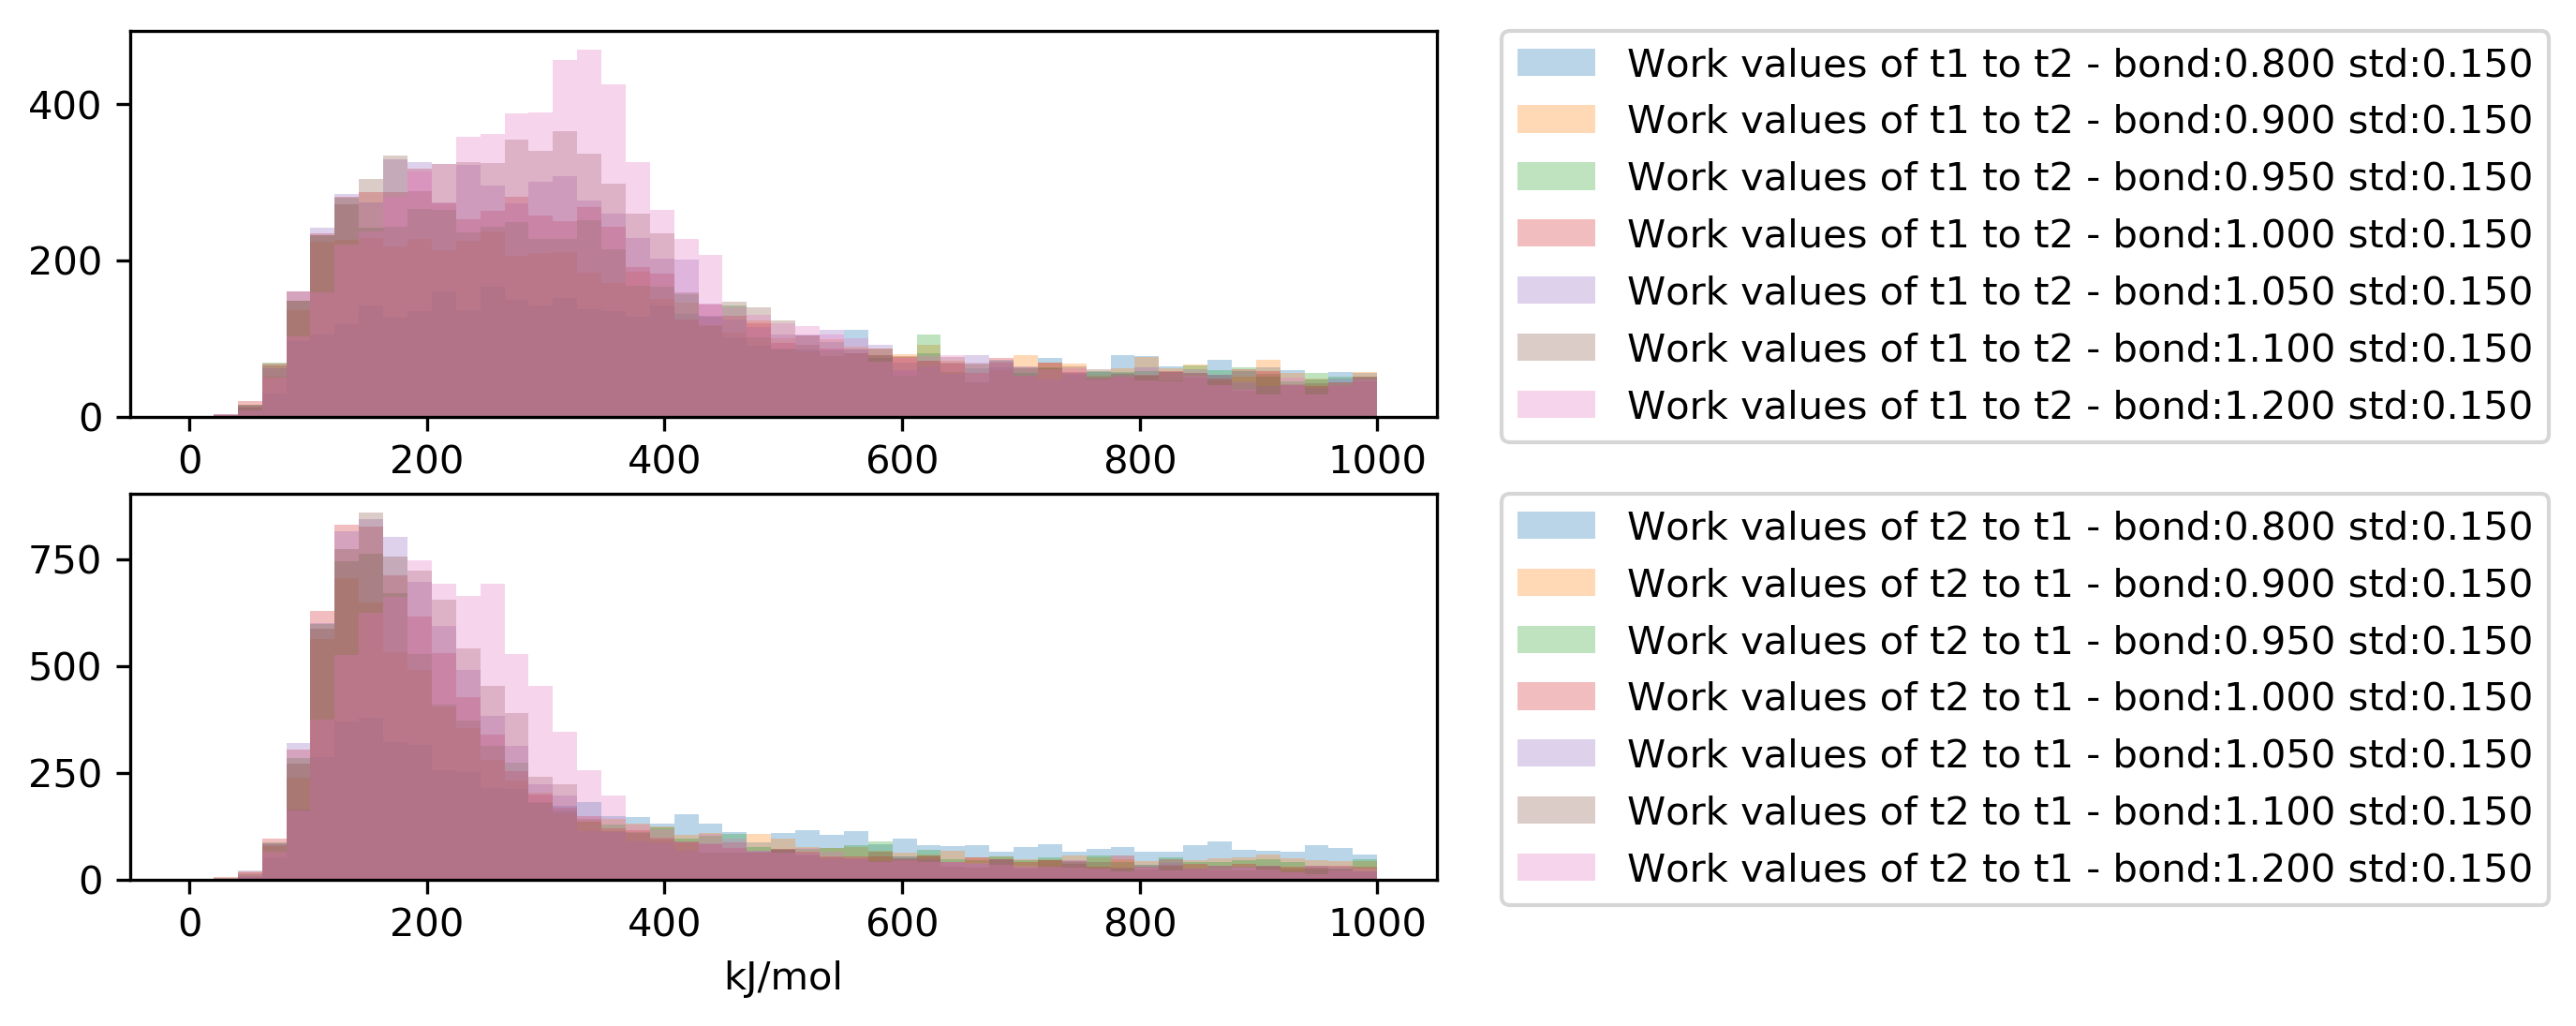 400
200
0
0 200 400 600 800 1000
Work values of t1 to t2 - bond:0.800 std:0.150
Work values of t1 to t2 - bond:0.900 std:0.150
Work values of t1 to t2 - bond:0.950 std:0.150
Work values of t1 to t2 - bond:1.000 std:0.150
Work values of t1 to t2 - bond:1.050 std:0.150
Work values of t1 to t2 - bond:1.100 std:0.150
Work values of t1 to t2 - bond:1.200 std:0.150
750
500
250
0
0 200 400 600 800 1000
kJ/mol
Work values of t2 to t1 - bond:0.800 std:0.150
Work values of t2 to t1 - bond:0.900 std:0.150
Work values of t2 to t1 - bond:0.950 std:0.150
Work values of t2 to t1 - bond:1.000 std:0.150
Work values of t2 to t1 - bond:1.050 std:0.150
Work values of t2 to t1 - bond:1.100 std:0.150
Work values of t2 to t1 - bond:1.200 std:0.150